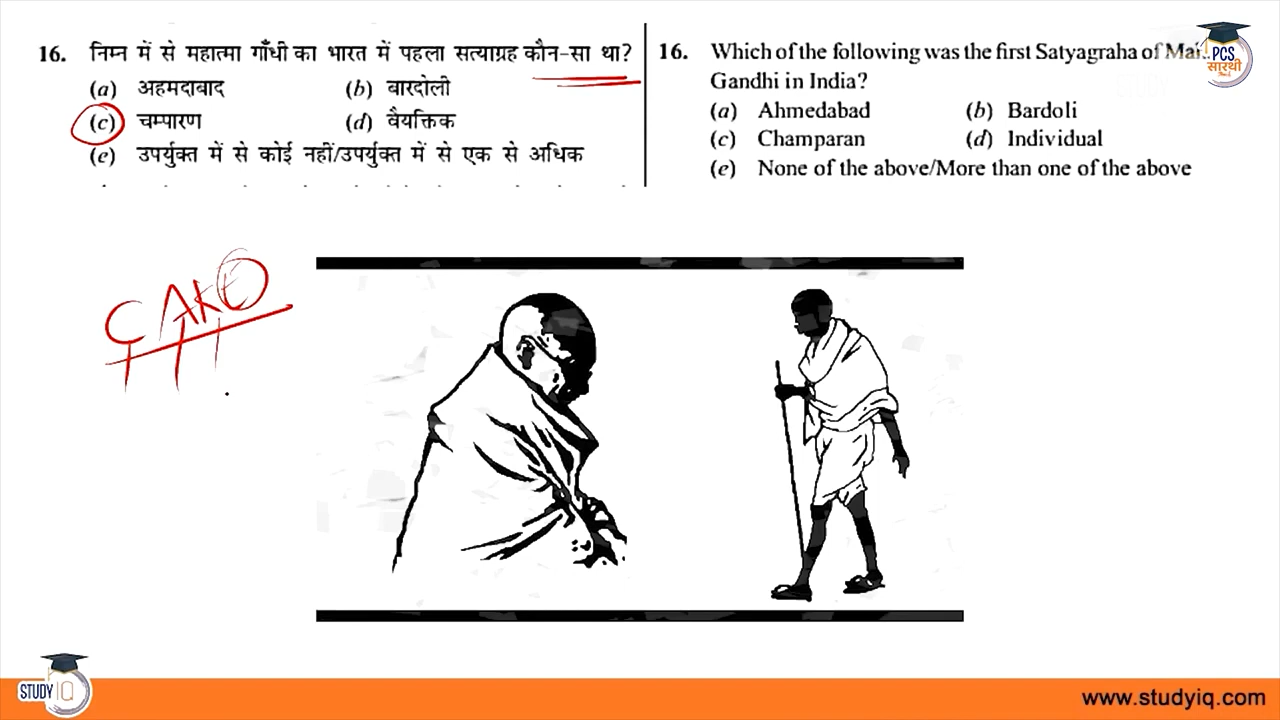 16. निम्न में से महात्मा गाँधी का भारत में पहला सत्याग्रह कौन-सा था?
(a) अहमदाबाद (b) बारदोली
(c) चम्पारण (d) वैयक्तिक
(e) उपर्युक्त में से कोई नहीं/उपर्युक्त में से एक से अधिक
16. Which of the following was the first Satyagraha of
Gandhi in India?
(a) Ahmedabad (b) Bardoli
(c) Champaran (d) Individual
(e) None of the above/More than one of the above
PCS
सारथी
CAKE
STUDY IQ
www.studyiq.com